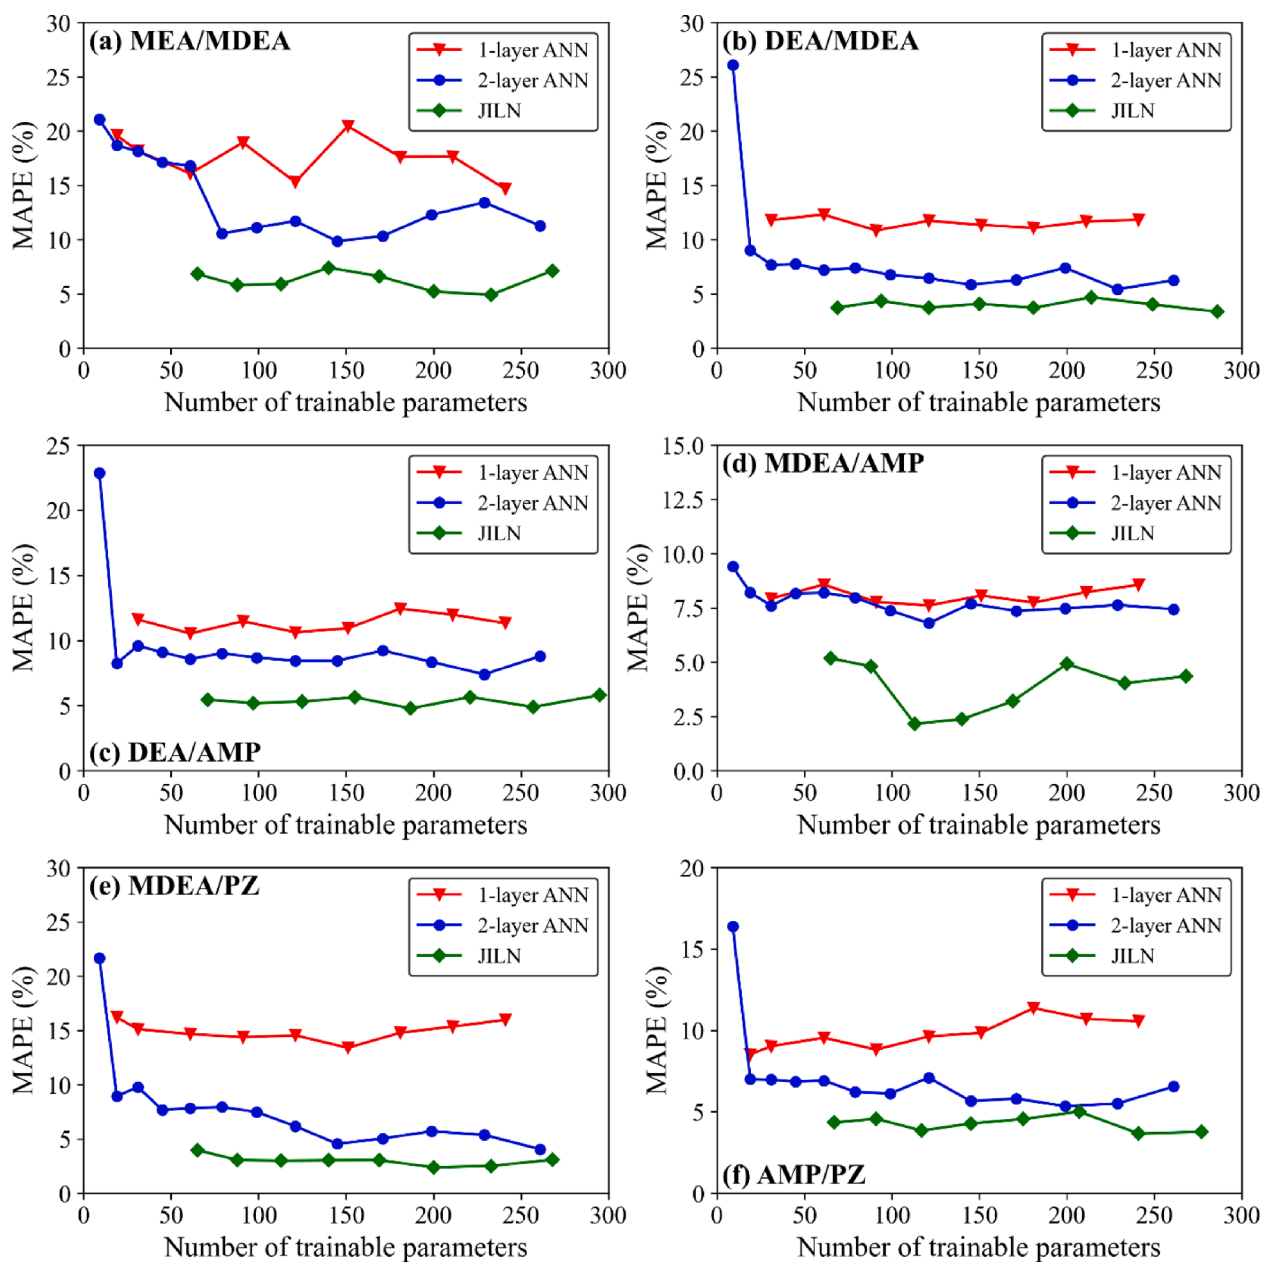 (a) MEA/MDEA
1-layer ANN
2-layer ANN
JILN
MAPE (%)
30
25
20
15
10
5
0
0 50 100 150 200 250 300
Number of trainable parameters
(b) DEA/MDEA
1-layer ANN
2-layer ANN
JILN
MAPE (%)
30
25
20
15
10
5
0
0 50 100 150 200 250 300
Number of trainable parameters
1-layer ANN
2-layer ANN
JILN
MAPE (%)
25
20
15
10
5
0
(c) DEA/AMP
0 50 100 150 200 250 300
Number of trainable parameters
(d) MDEA/AMP
1-layer ANN
2-layer ANN
JILN
MAPE (%)
15.0
12.5
10.0
7.5
5.0
2.5
0.0
0 50 100 150 200 250 300
Number of trainable parameters
(e) MDEA/PZ
1-layer ANN
2-layer ANN
JILN
MAPE (%)
30
25
20
15
10
5
0
0 50 100 150 200 250 300
Number of trainable parameters
1-layer ANN
2-layer ANN
JILN
MAPE (%)
20
15
10
5
0
(f) AMP/PZ
0 50 100 150 200 250 300
Number of trainable parameters